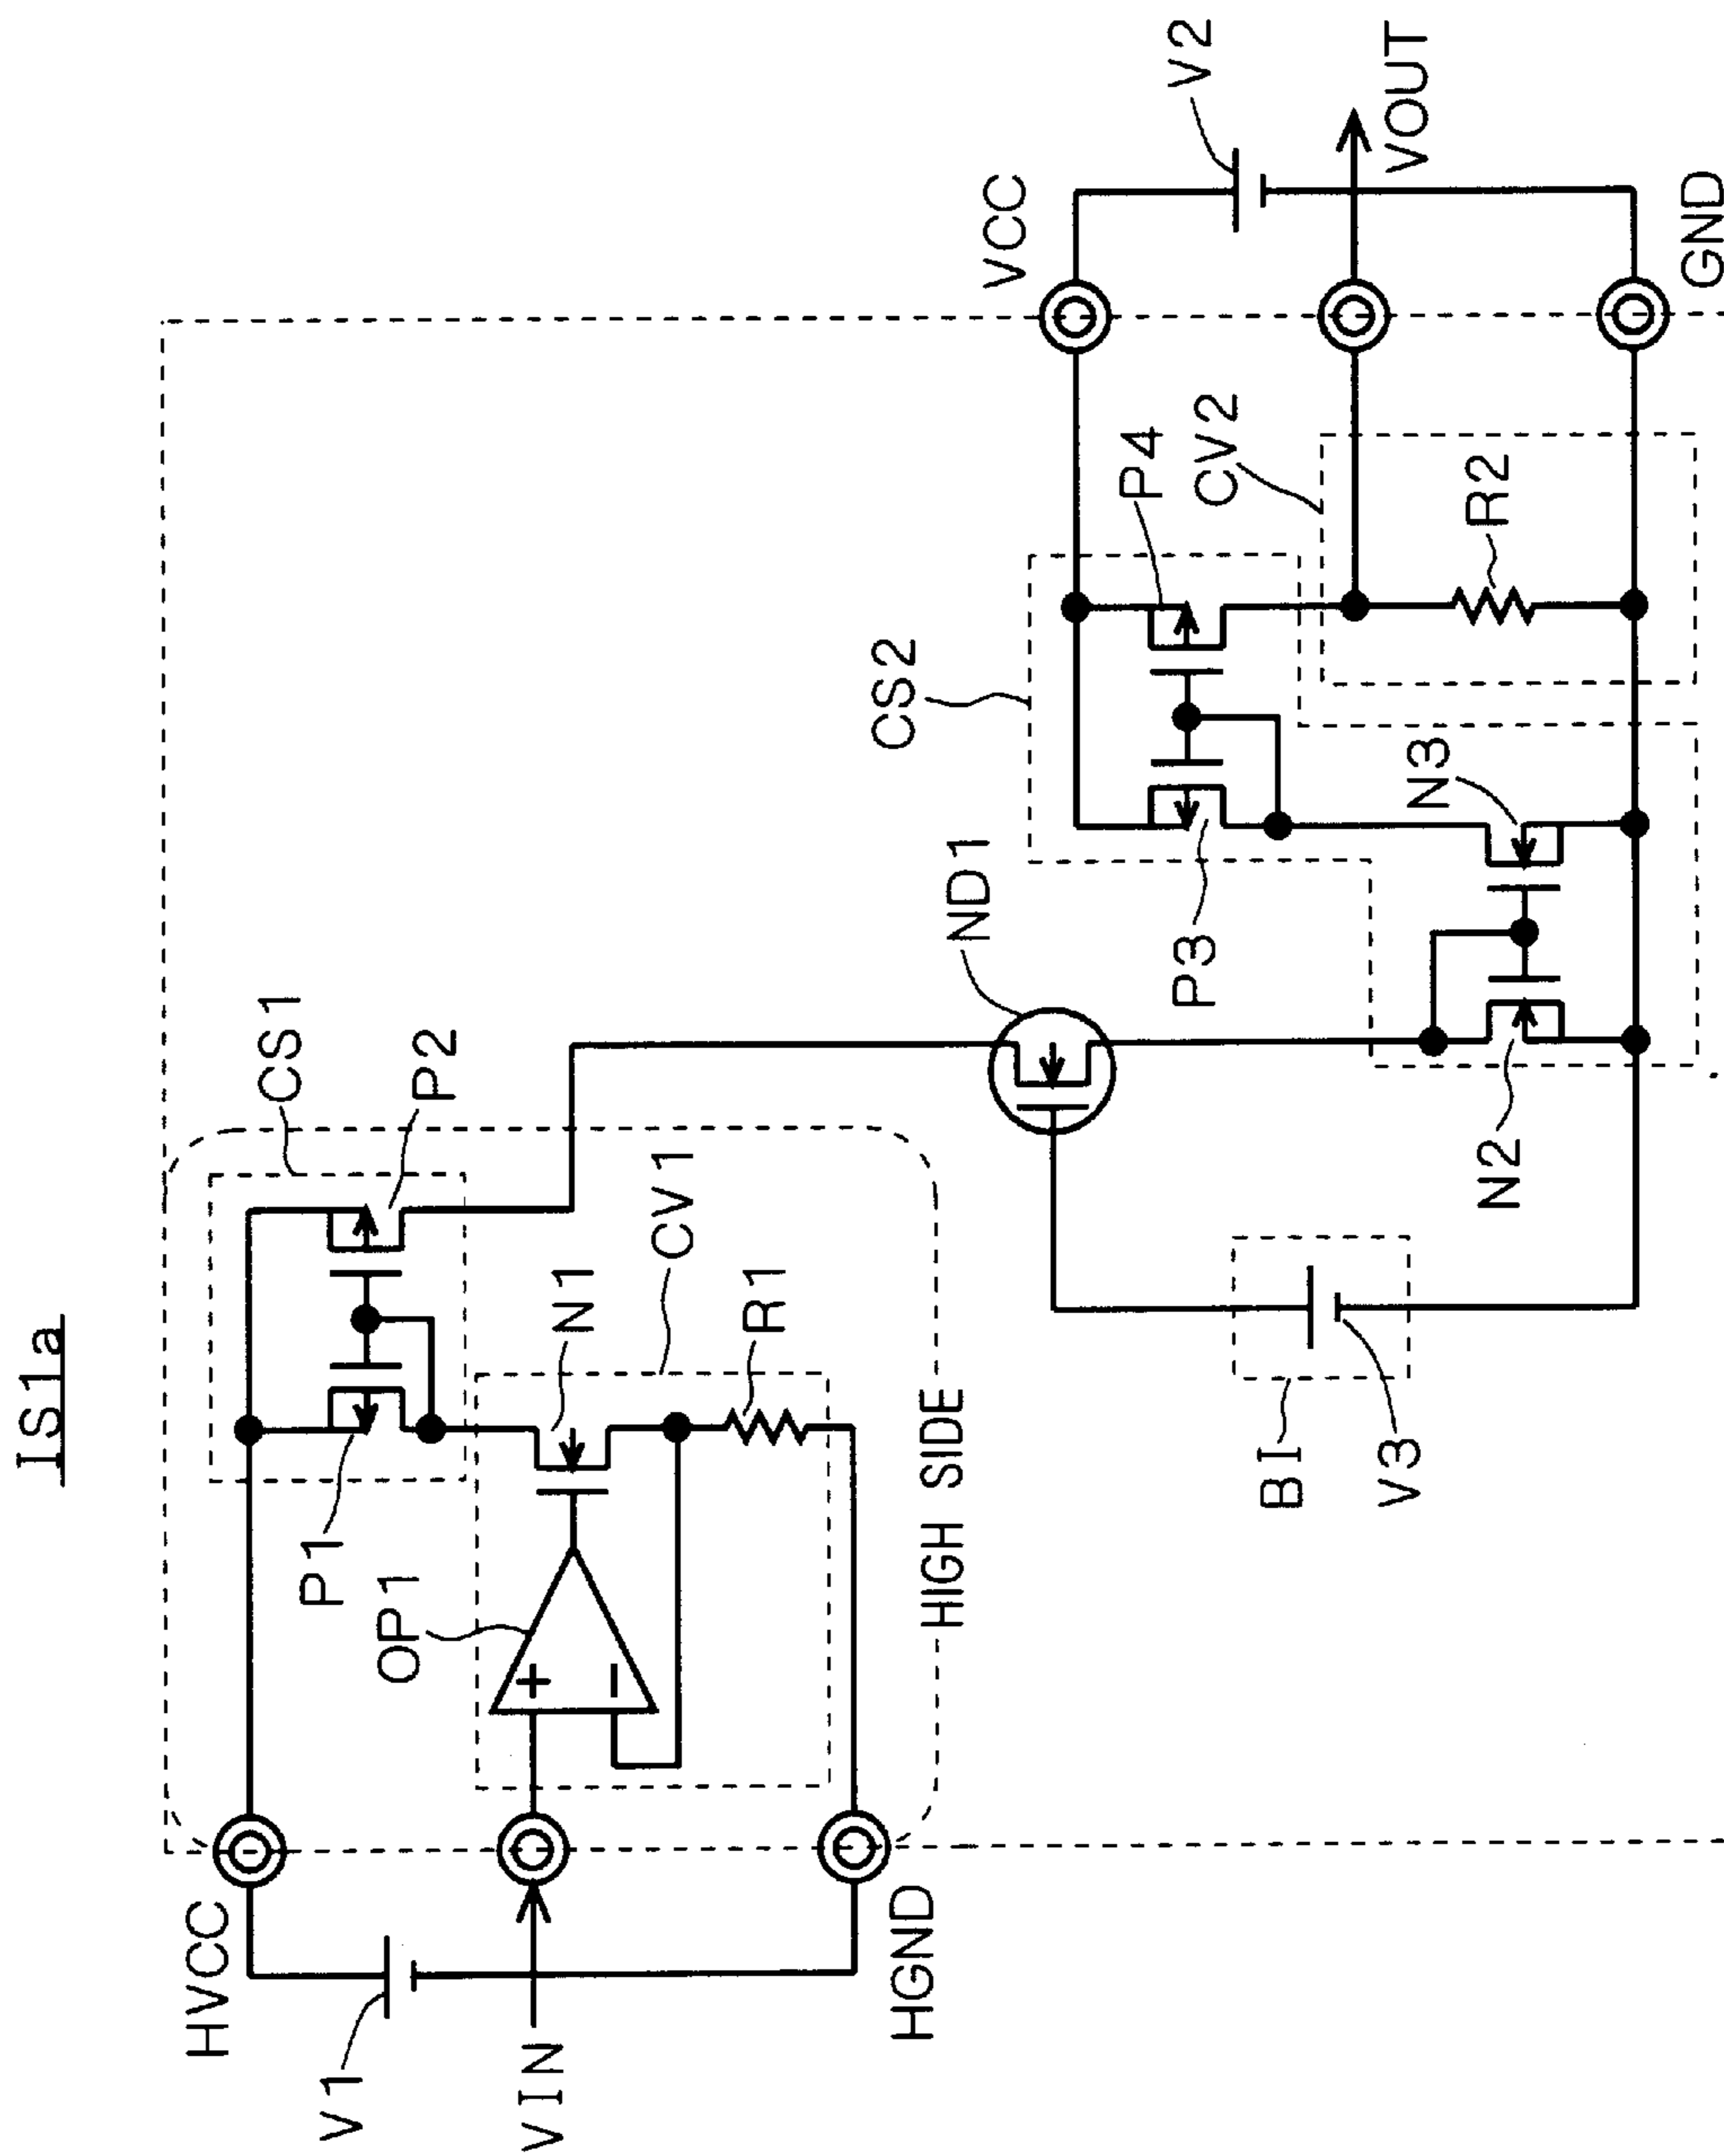 IS1a
HVCC
V1
VIN
HGND
P1
OP1
+
−
CS1
P2
N1
CV1
R1
HIGH SIDE
BI
V3
ND1
N2
P3
N3
CS2
P4
CV2
R2
VCC
V2
VOUT
GND